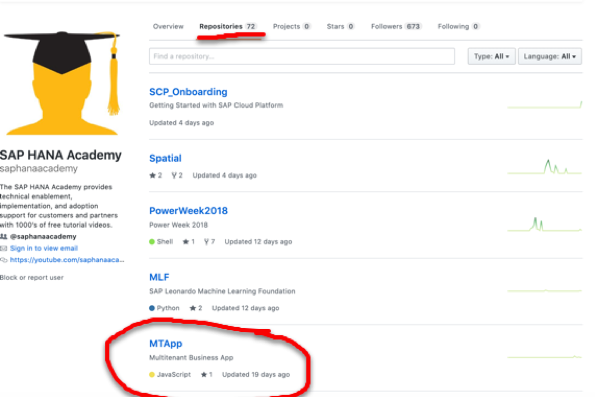 Overview Repositories 72 Projects 0 Stars 0 Followers 673 Following 0
Find a repository...
Type: All
Language: All
SCP_Onboarding
Getting Started with SAP Cloud Platform
Updated 4 days ago
SAP HANA Academy
saphanaacademy
The SAP HANA Academy provides
technical enablement,
implementation, and adoption
support for customers and partners
with 1000's of free tutorial videos.
@saphanaacademy
Sign in to view email
https://youtube.com/saphanaaca...
Block or report user
Spatial
2 2 Updated 4 days ago
PowerWeek2018
Power Week 2018
Shell 1 7 Updated 12 days ago
MLF
SAP Leonardo Machine Learning Foundation
Python 2 Updated 12 days ago
MTApp
Multitenant Business App
JavaScript 1 Updated 19 days ago